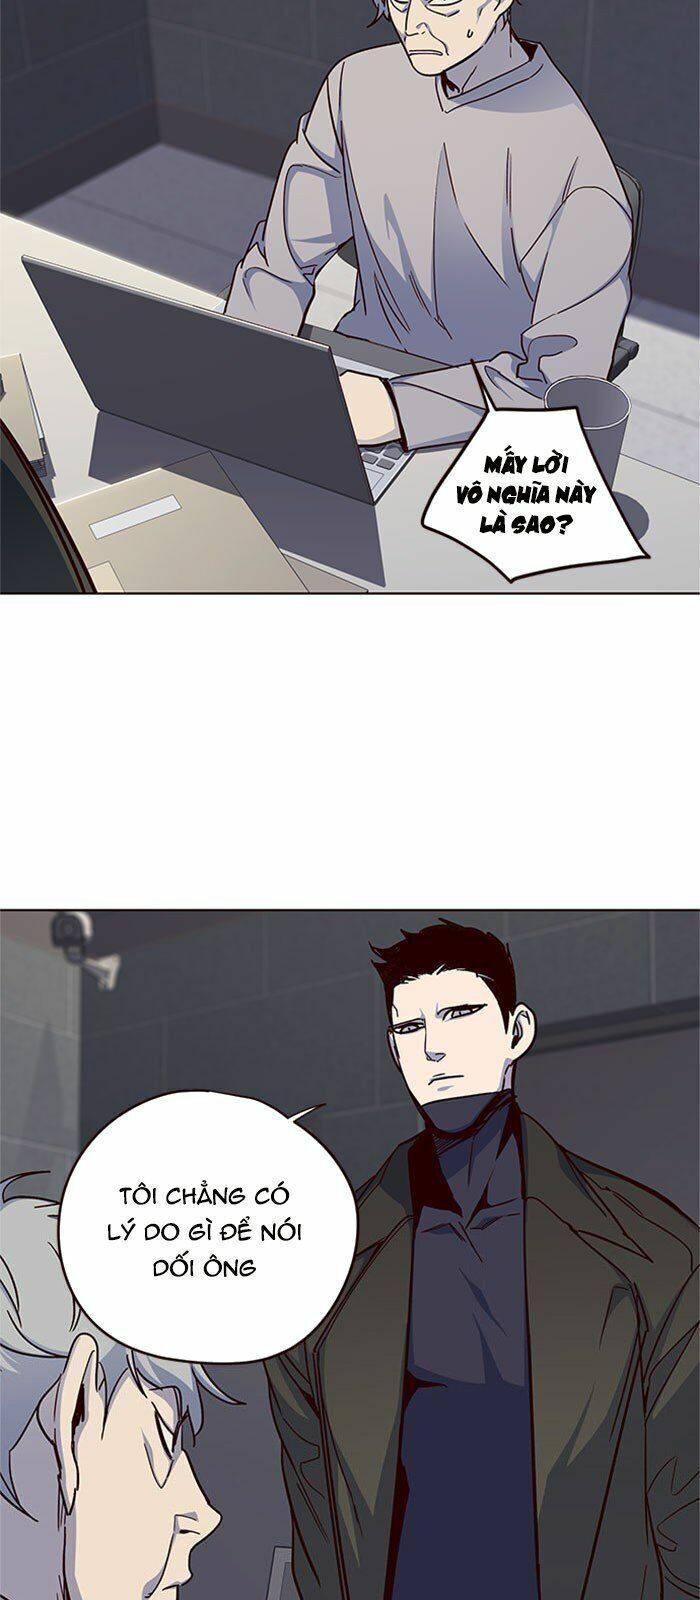 MẤY LỜI
VÔ NGHĨA NÀY
LÀ SAO?
TÔI CHẲNG CÓ
LÝ DO GÌ ĐỂ NÓI
DỐI ÔNG